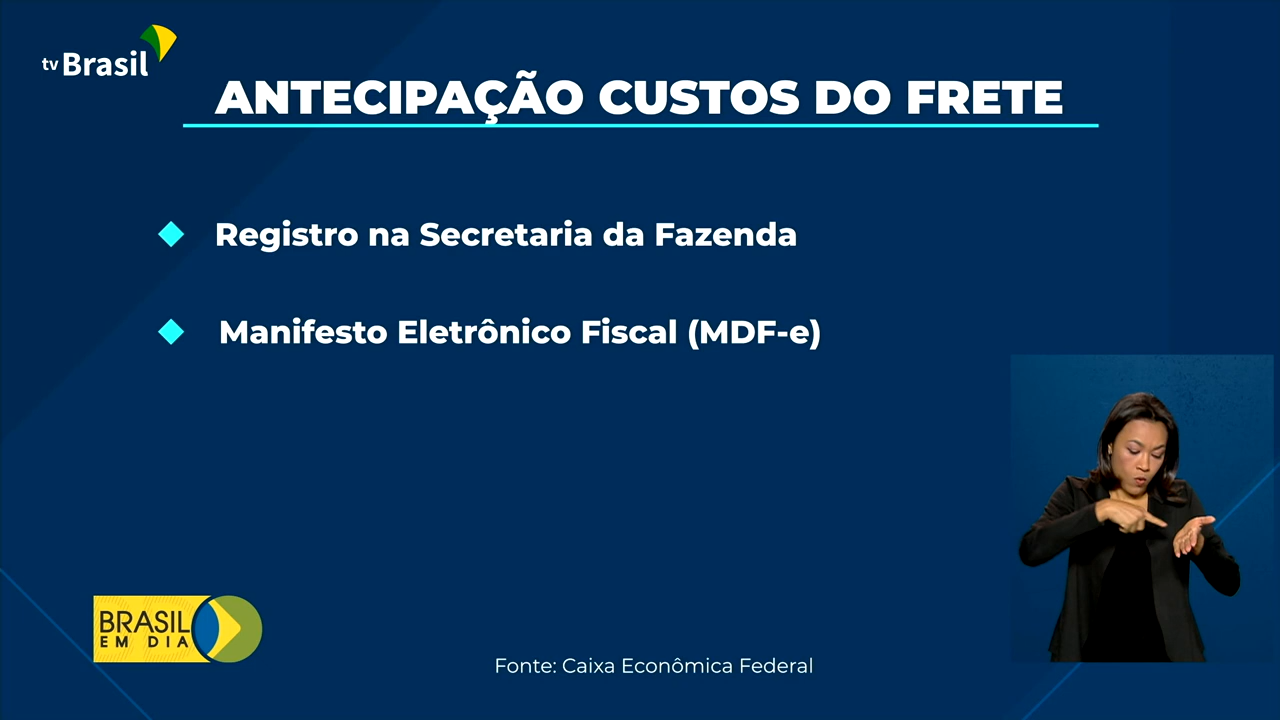 tv Brasil
ANTECIPAÇÃO CUSTOS DO FRETE
Registro na Secretaria da Fazenda
Manifesto Eletrônico Fiscal (MDF-e)
BRASIL
EM DIA
Fonte: Caixa Econômica Federal